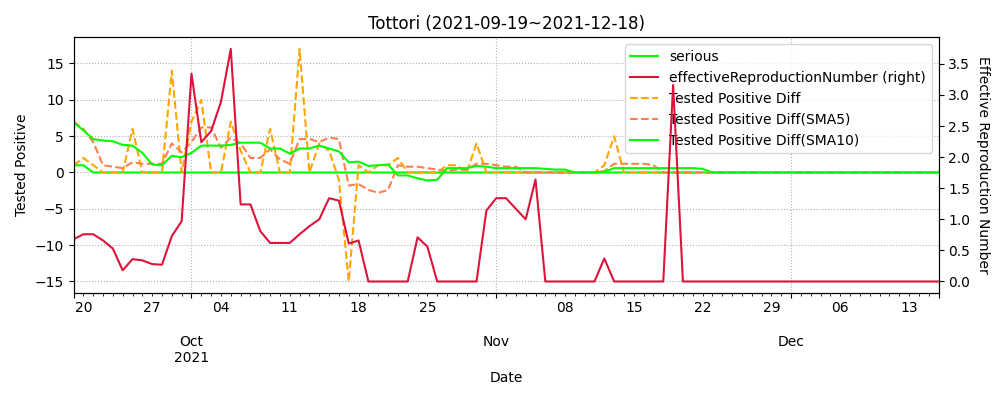 Tottori (2021-09-19~2021-12-18)
Tested Positive
15
10
5
0
−5
−10
−15
serious
effectiveReproductionNumber (right)
Tested Positive Diff
Tested Positive Diff(SMA5)
Tested Positive Diff(SMA10)
3.5
3.0
2.5
2.0
1.5
1.0
0.5
0.0
Effective Reproduction Number
20 27 04 11 18 25 08 15 22 29 06 13
Oct Nov Dec
2021
Date